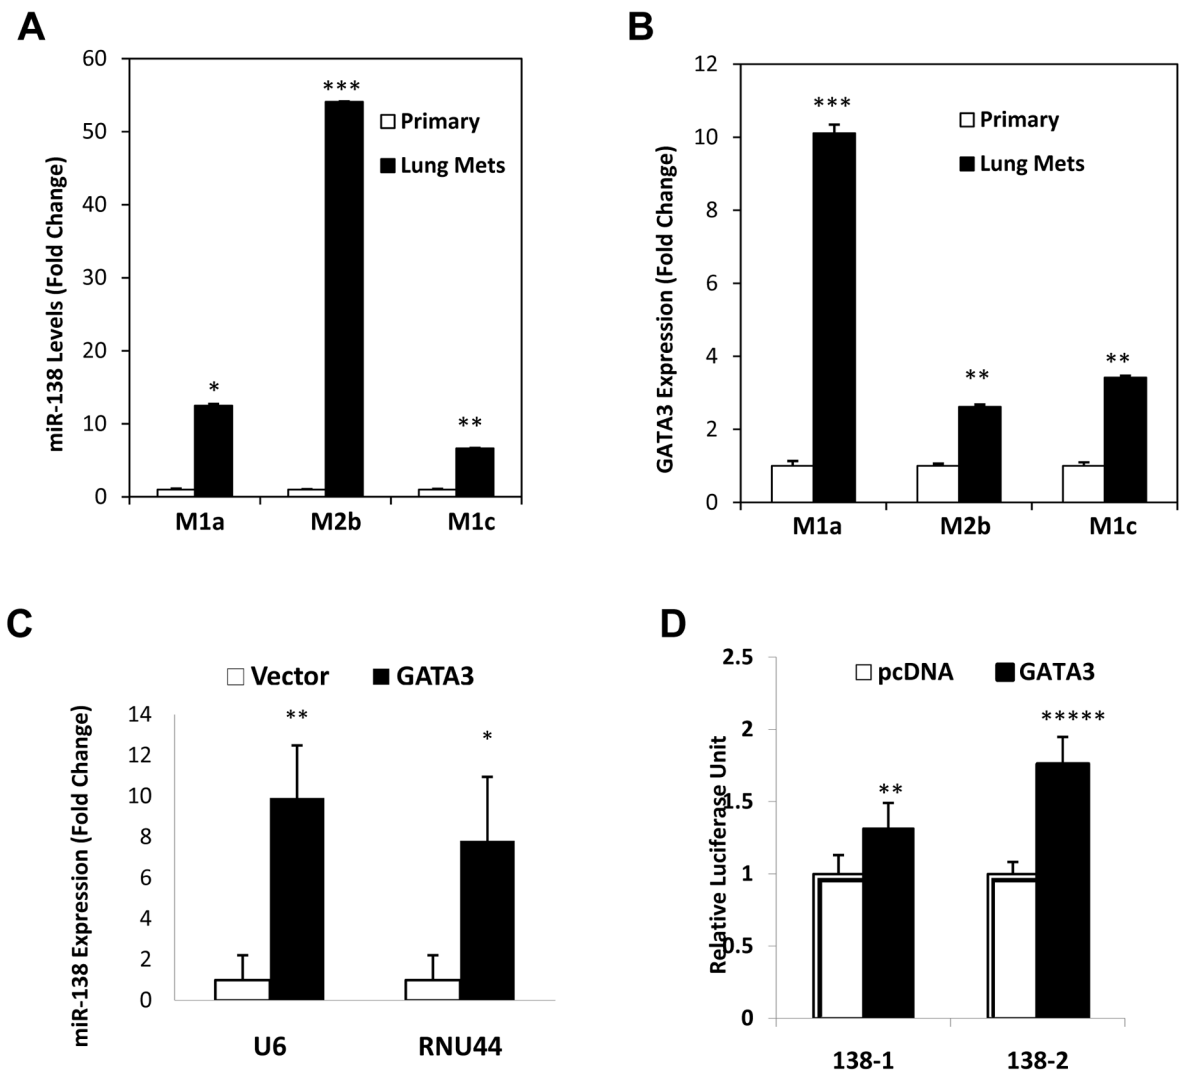 A
miR-138 Levels (Fold Change)
60
50
40
30
20
10
0
*
***
**
Primary
Lung Mets
M1a M2b M1c
B
GATA3 Expression (Fold Change)
12
10
8
6
4
2
0
***
**
**
Primary
Lung Mets
M1a M2b M1c
C
Vector GATA3
miR-138 Expression (Fold Change)
14
12
10
8
6
4
2
0
**
*
U6 RNU44
D
pcDNA GATA3
Relative Luciferase Unit
2.5
2
1.5
1
0.5
0
**
*****
138-1 138-2